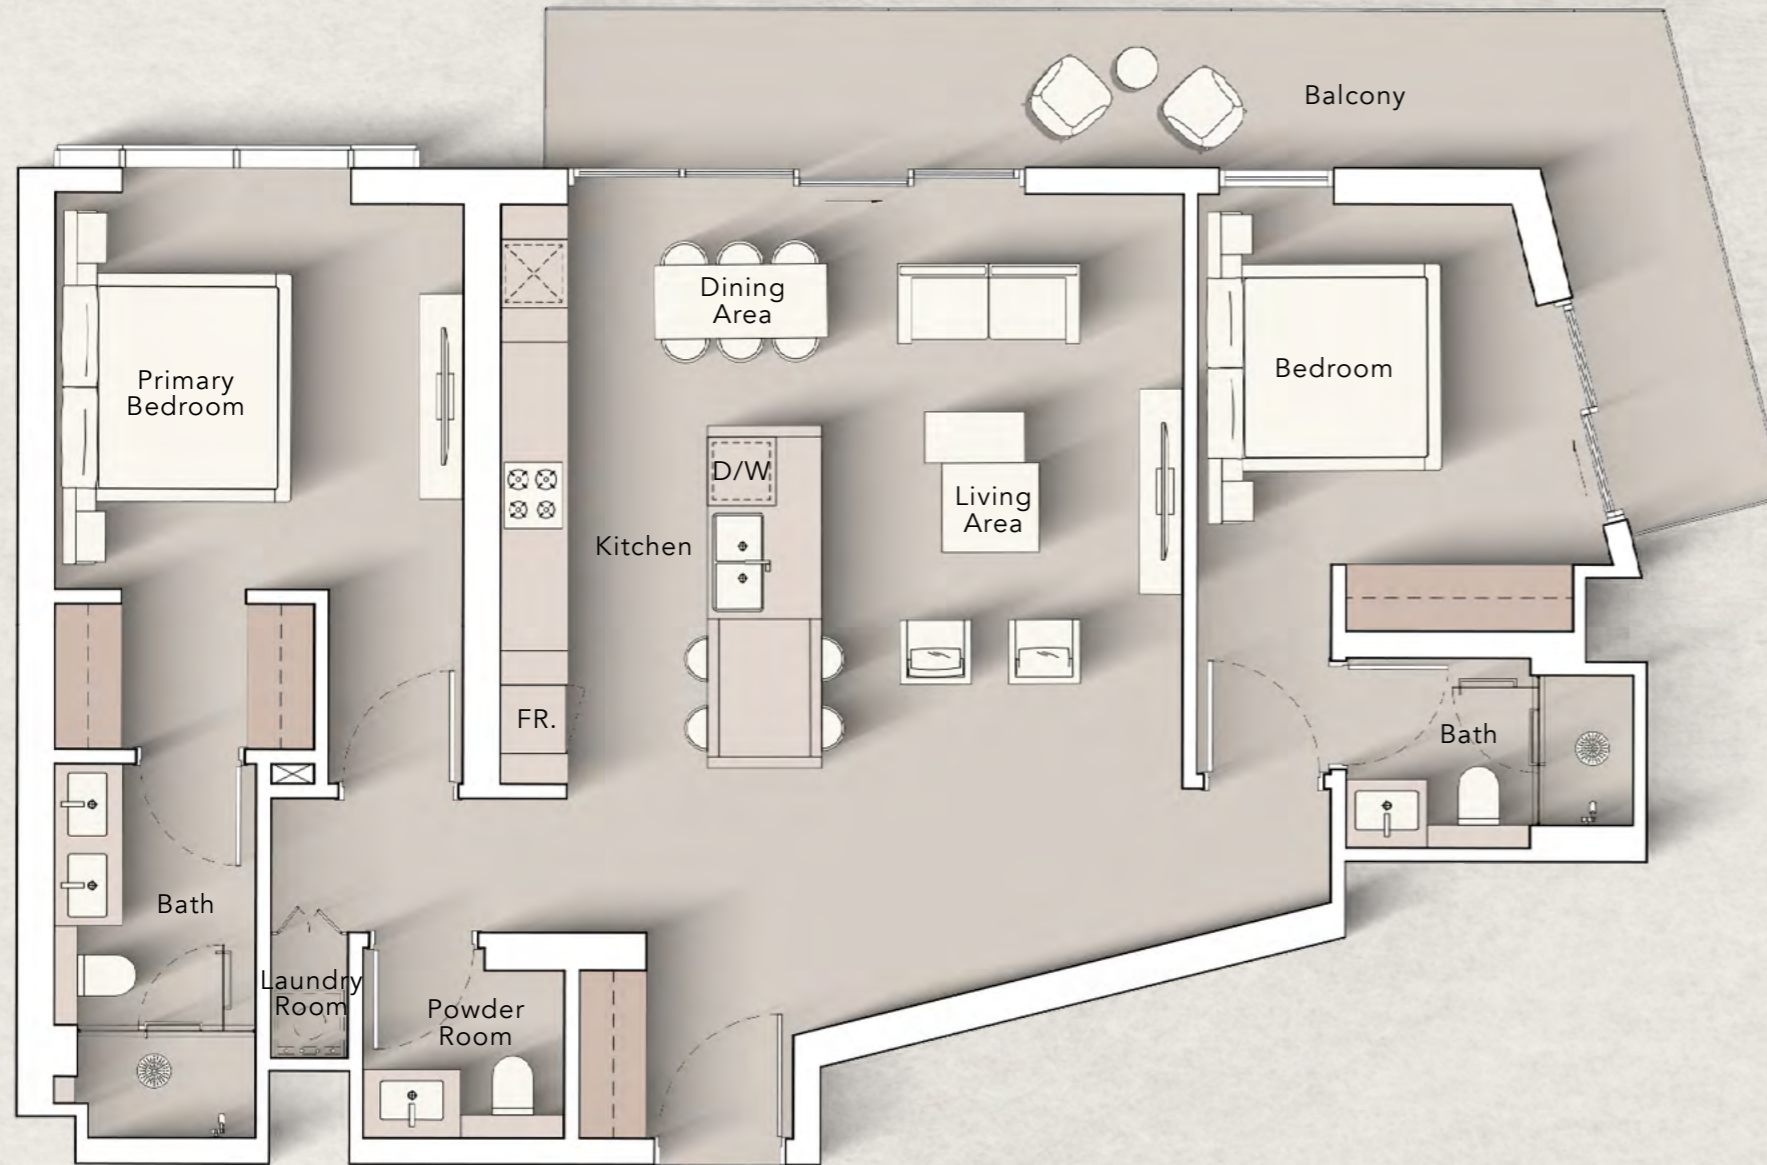 Balcony
Dining
Area
Primary
Bedroom
Bedroom
D/W
Living
Area
Kitchen
FR.
Bath
Bath
Laundry
Room
Powder
Room